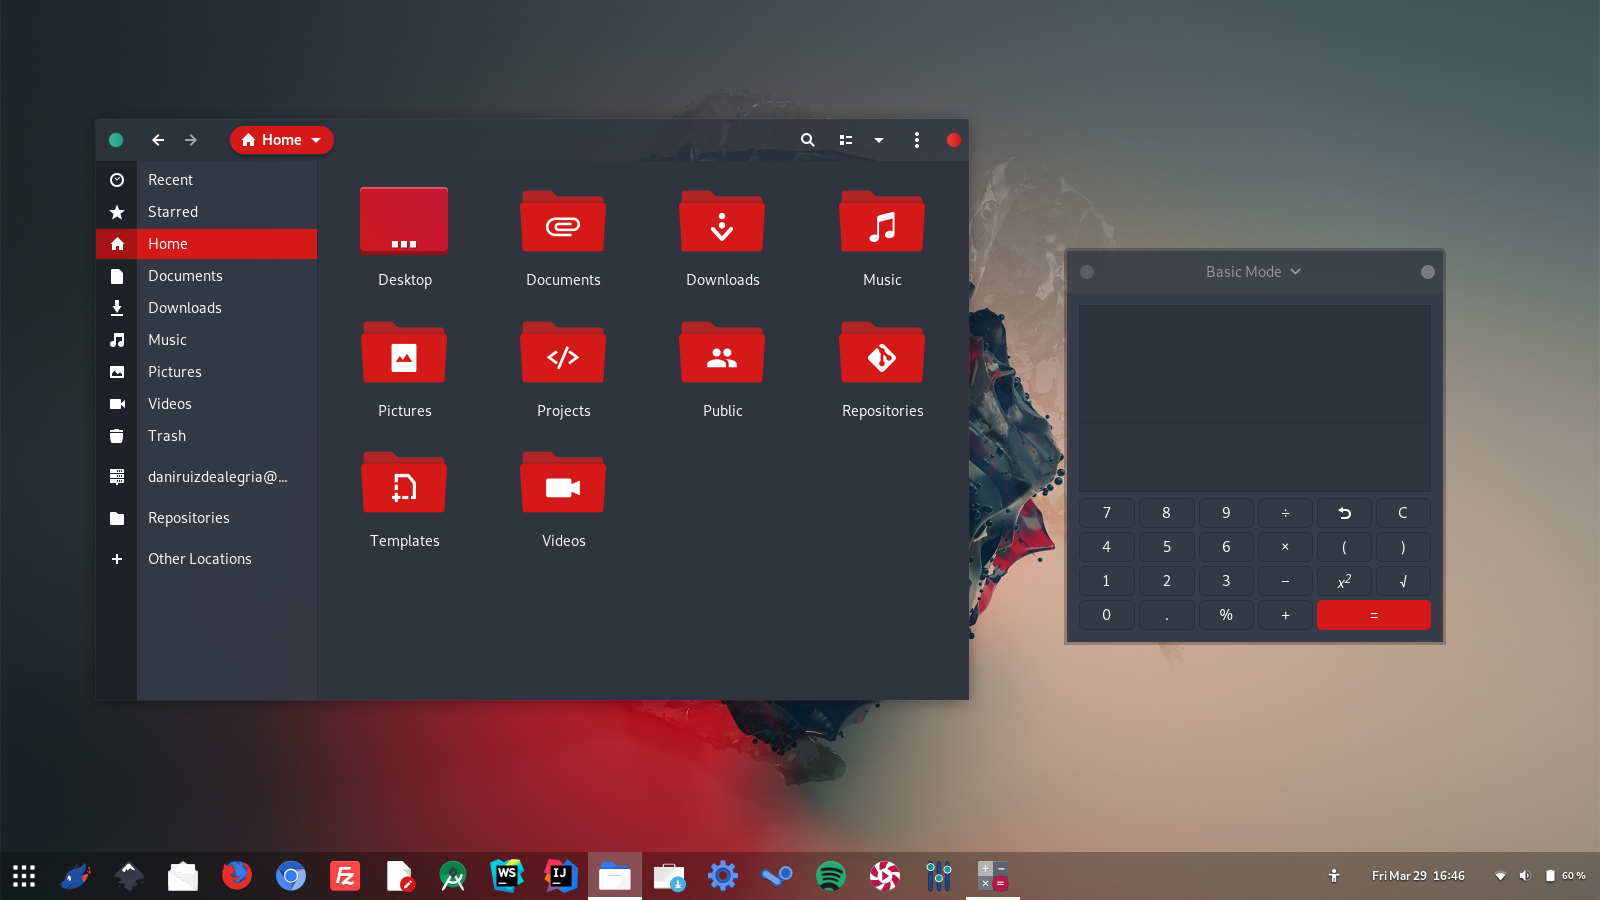 Home
Recent
Starred
Home
Documents
Downloads
Music
Pictures
Videos
Trash
daniruizdealegria@...
Repositories
Other Locations
Desktop
Documents
Downloads
Music
Pictures
Projects
Public
Repositories
Templates
Videos
Basic Mode
7 8 9 ÷ C
4 5 6 × ( )
1 2 3 − x² √
0 . % + =
FZ
WS
IJ
Fri Mar 29 16:46
60 %